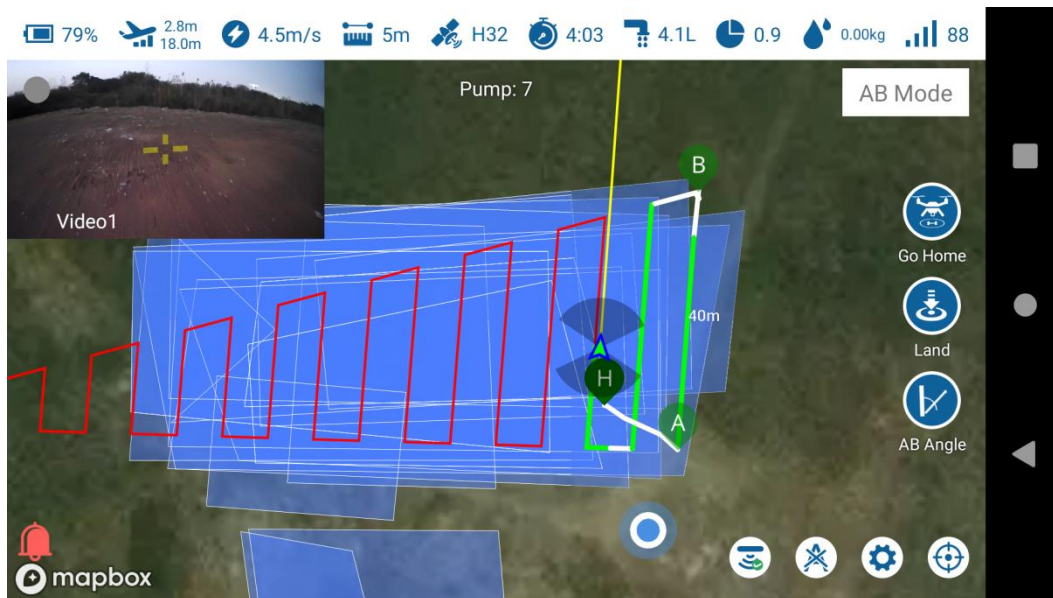 79%
2.8m
18.0m
4.5m/s
5m
H32
4:03
4.1L
0.9
0.00kg
88
Pump: 7
AB Mode
Video1
B
Go Home
40m
Land
H
A
AB Angle
mapbox